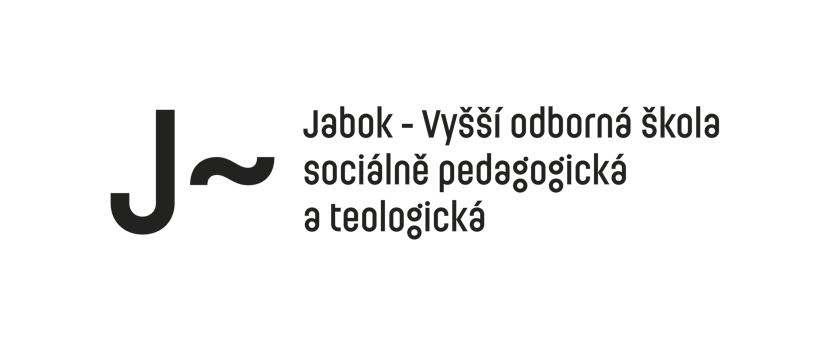 J~
Jabok - Vyšší odborná škola
sociálně pedagogická
a teologická